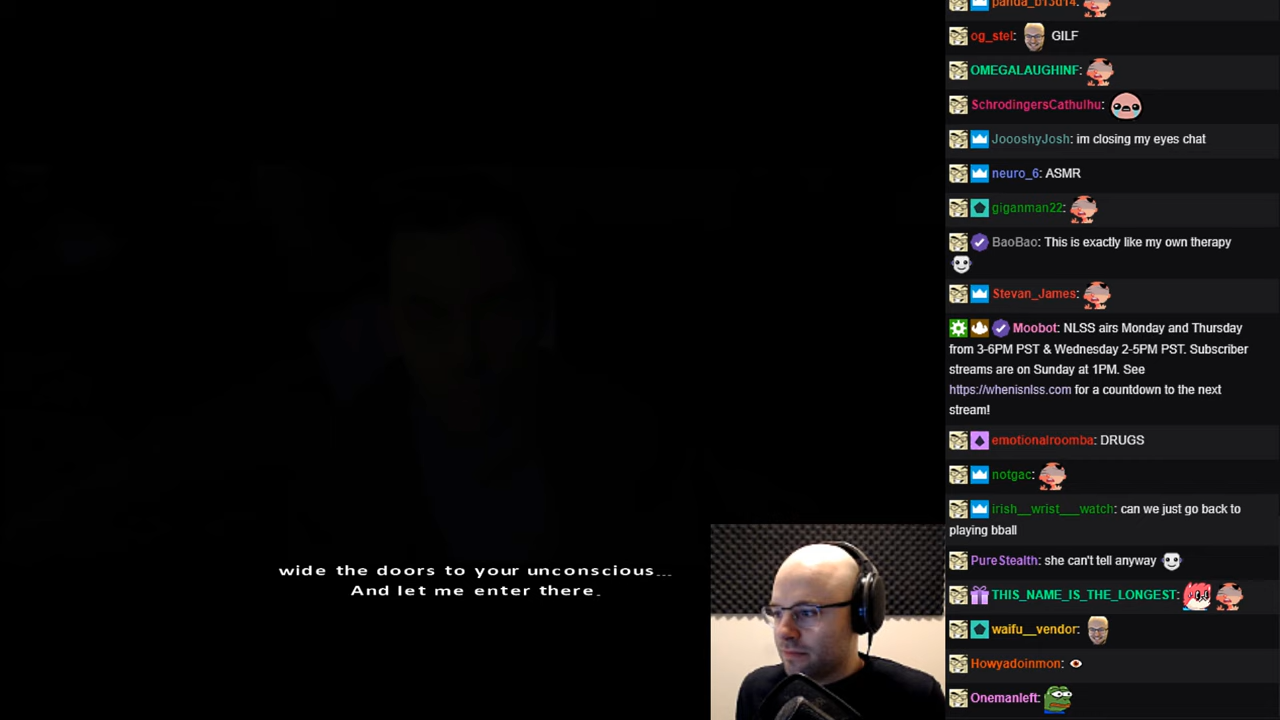 wide the doors to your unconscious...
And let me enter there.
panda_b13d14:
og_stei: GILF
OMEGALAUGHINF:
SchrodingersCathulhu:
JoooshyJosh: im closing my eyes chat
neuro_6: ASMR
giganman22:
BaoBao: This is exactly like my own therapy
Stevan_James:
Moobot: NLSS airs Monday and Thursday
from 3-6PM PST & Wednesday 2-5PM PST. Subscriber
streams are on Sunday at 1PM. See
https://whenisnlss.com for a countdown to the next
stream!
emotionalroomba: DRUGS
notgac:
irish__wrist___watch: can we just go back to
playing bball
PureStealth: she can't tell anyway
THIS_NAME_IS_THE_LONGEST:
waifu__vendor:
Howyadoinmon:
Onemanleft: